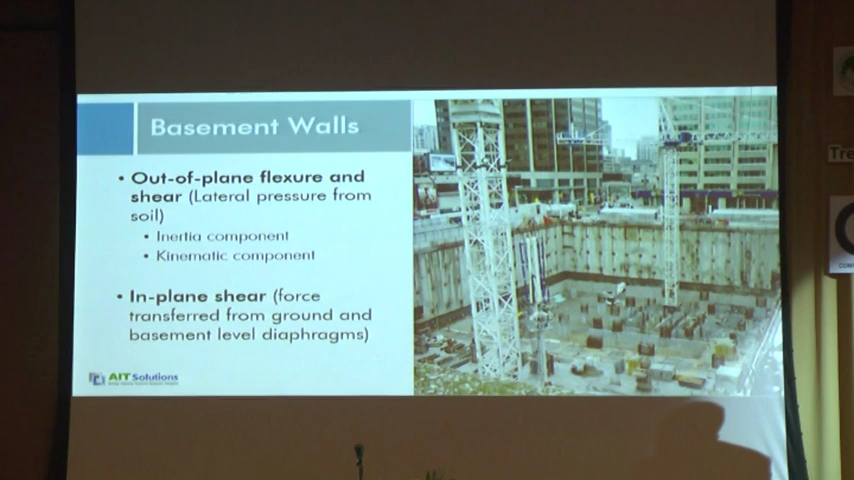 Basement Walls
• Out-of-plane flexure and
shear (Lateral pressure from
soil)
• Inertia component
• Kinematic component
• In-plane shear (force
transferred from ground and
basement level diaphragms)
AIT Solutions
Tre